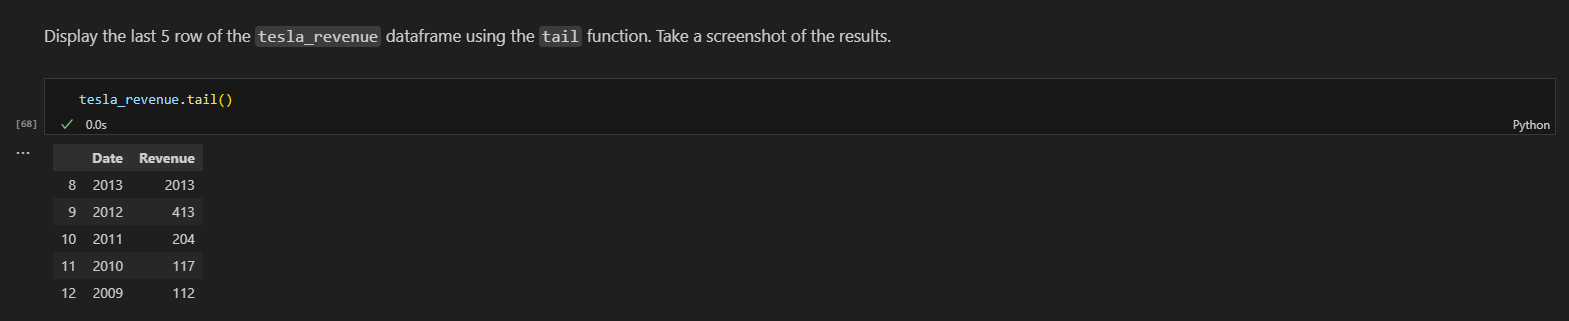 Display the last 5 row of the tesla_revenue dataframe using the tail function. Take a screenshot of the results.
tesla_revenue.tail()
[68] 0.0s Python
...
Date Revenue
8 2013 2013
9 2012 413
10 2011 204
11 2010 117
12 2009 112